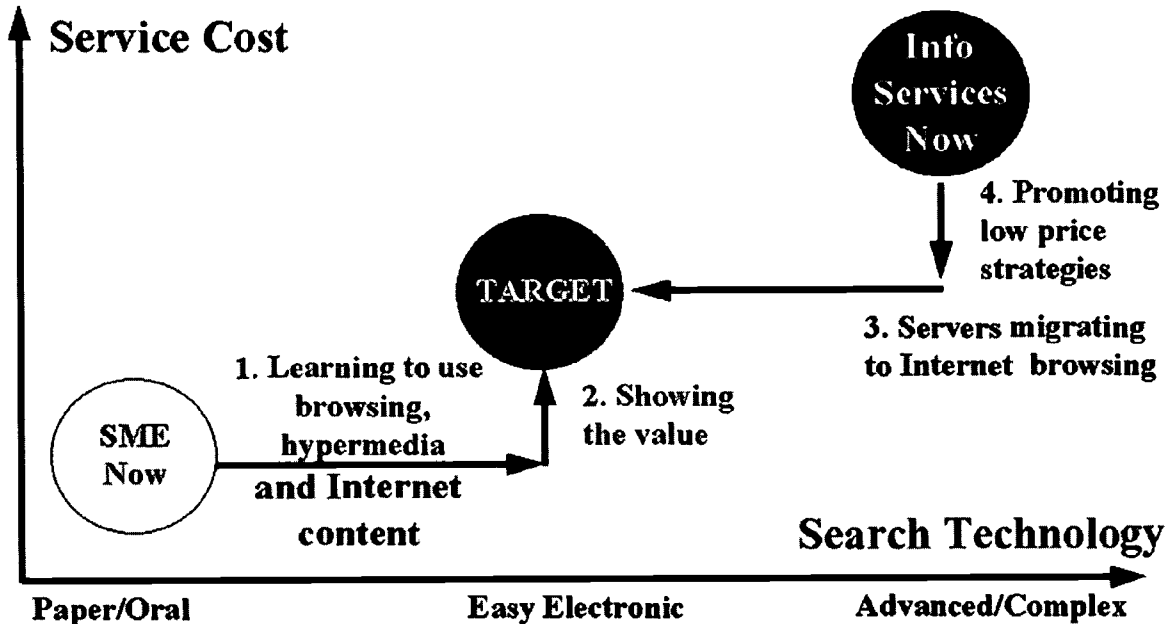 Service Cost
Info
Services
Now
4. Promoting
low price
strategies
TARGET
3. Servers migrating
to Internet browsing
1. Learning to use
browsing,
hypermedia
and Internet
content
2. Showing
the value
SME
Now
Search Technology
Paper/Oral
Easy Electronic
Advanced/Complex